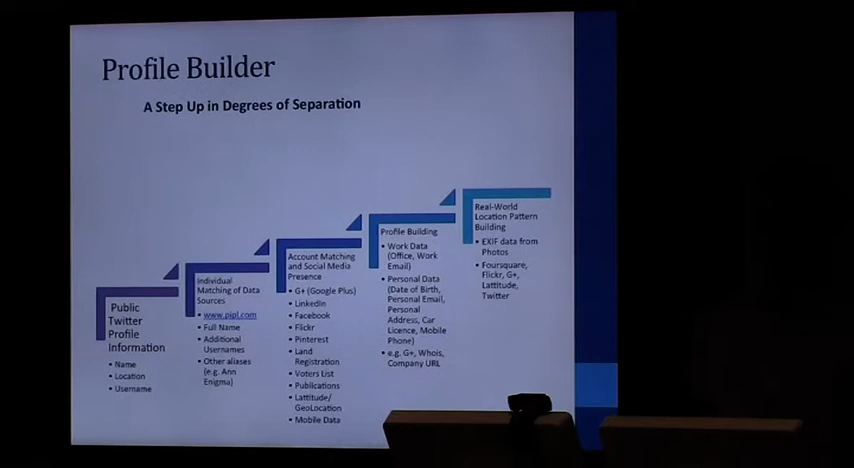 Profile Builder
A Step Up in Degrees of Separation
Public
Twitter
Profile
Information
• Name
• Location
• Username
Individual
Matching of Data
Sources
• www.pipl.com
• Full Name
• Additional
Usernames
• Other aliases
(e.g. Ann
Enigma)
Account Matching
and Social Media
Presence
• G+ (Google Plus)
• LinkedIn
• Facebook
• Flickr
• Pinterest
• Land
Registration
• Voters List
• Publications
• Lattitude/
GeoLocation
• Mobile Data
Profile Building
• Work Data
(Office, Work
Email)
• Personal Data
(Date of Birth,
Personal Email,
Personal
Address, Car
Licence, Mobile
Phone)
• e.g. G+, Whois,
Company URL
Real-World
Location Pattern
Building
• EXIF data from
Photos
• Foursquare,
Flickr, G+,
Lattitude,
Twitter